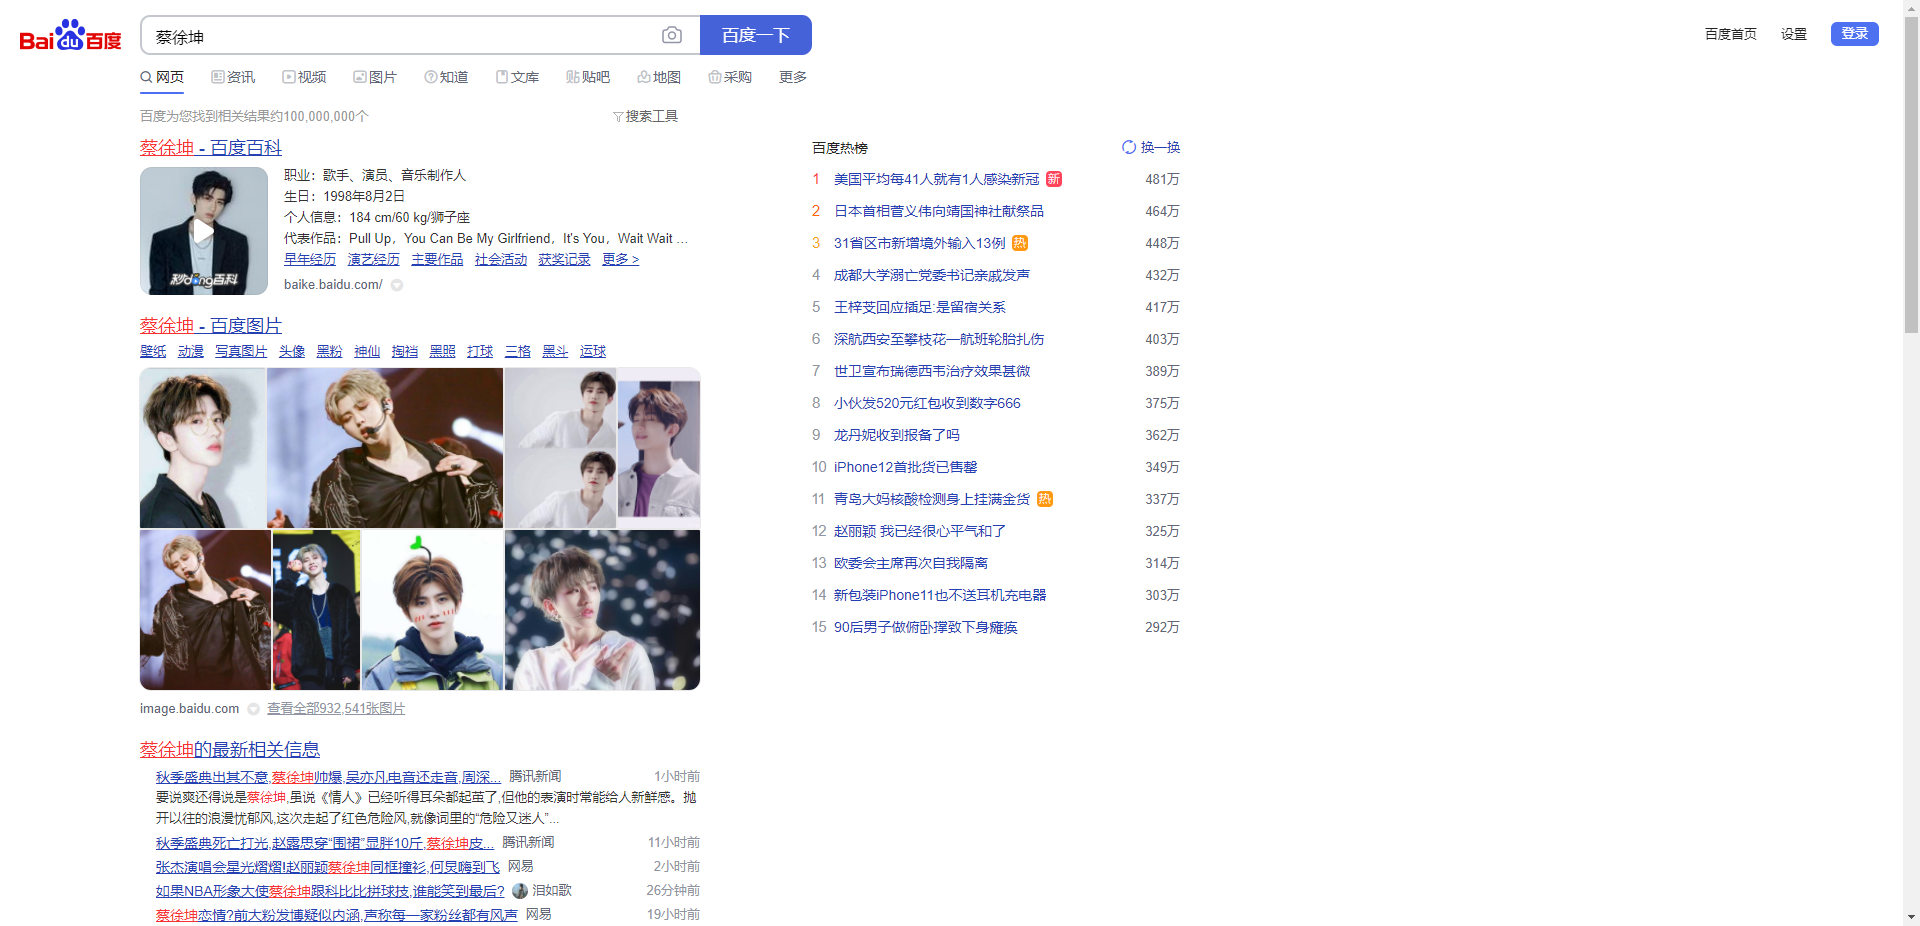 Bai du 百度
蔡徐坤
百度一下
百度首页 设置 登录
网页 资讯 视频 图片 知道 文库 贴吧 地图 采购 更多
百度为您找到相关结果约100,000,000个 搜索工具
蔡徐坤 - 百度百科
职业：歌手、演员、音乐制作人
生日：1998年8月2日
个人信息：184 cm/60 kg/狮子座
代表作品：Pull Up，You Can Be My Girlfriend，It's You，Wait Wait ...
早年经历 演艺经历 主要作品 社会活动 获奖记录 更多 >
秒dǒng百科
baike.baidu.com/
蔡徐坤 - 百度图片
壁纸 动漫 写真图片 头像 黑粉 神仙 掏裆 黑照 打球 三格 黑斗 运球
image.baidu.com 查看全部932,541张图片
蔡徐坤的最新相关信息
秋季盛典出其不意,蔡徐坤帅爆,吴亦凡电音还走音,周深... 腾讯新闻 1小时前
要说爽还得说是蔡徐坤,虽说《情人》已经听得耳朵都起茧了,但他的表演时常能给人新鲜感。抛
开以往的浪漫忧郁风,这次走起了红色危险风,就像词里的“危险又迷人”...
秋季盛典死亡打光,赵露思穿“围裙”显胖10斤,蔡徐坤皮... 腾讯新闻 11小时前
张杰演唱会星光熠熠!赵丽颖蔡徐坤同框撞衫,何炅嗨到飞 网易 2小时前
如果NBA形象大使蔡徐坤跟科比比拼球技,谁能笑到最后? 泪如歌 26分钟前
蔡徐坤恋情?前大粉发博疑似内涵,声称每一家粉丝都有风声 网易 19小时前
百度热榜 换一换
1 美国平均每41人就有1人感染新冠 新 481万
2 日本首相菅义伟向靖国神社献祭品 464万
3 31省区市新增境外输入13例 热 448万
4 成都大学溺亡党委书记亲戚发声 432万
5 王梓芠回应插足:是留宿关系 417万
6 深航西安至攀枝花一航班轮胎扎伤 403万
7 世卫宣布瑞德西韦治疗效果甚微 389万
8 小伙发520元红包收到数字666 375万
9 龙丹妮收到报备了吗 362万
10 iPhone12首批货已售罄 349万
11 青岛大妈核酸检测身上挂满金货 热 337万
12 赵丽颖 我已经很心平气和了 325万
13 欧委会主席再次自我隔离 314万
14 新包装iPhone11也不送耳机充电器 303万
15 90后男子做俯卧撑致下身瘫痪 292万